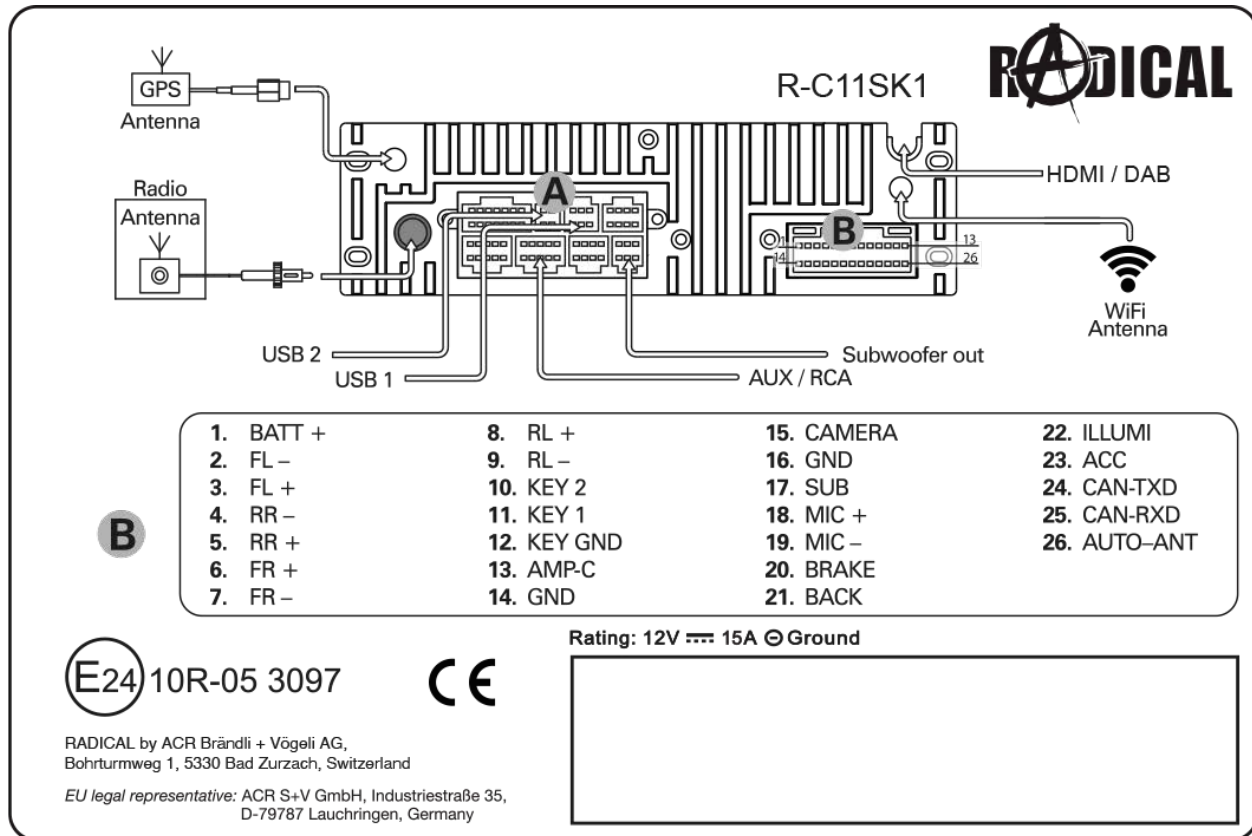 R-C11SK1
RADICAL
GPS
Antenna
Radio
Antenna
A
B
1
13
14
26
HDMI / DAB
WiFi
Antenna
USB 2
USB 1
Subwoofer out
AUX / RCA
B
1. BATT +
2. FL –
3. FL +
4. RR –
5. RR +
6. FR +
7. FR –
8. RL +
9. RL –
10. KEY 2
11. KEY 1
12. KEY GND
13. AMP-C
14. GND
15. CAMERA
16. GND
17. SUB
18. MIC +
19. MIC –
20. BRAKE
21. BACK
22. ILLUMI
23. ACC
24. CAN-TXD
25. CAN-RXD
26. AUTO–ANT
Rating: 12V ⎓ 15A ⊖ Ground
E24 10R-05 3097
CE
RADICAL by ACR Brändli + Vögeli AG,
Bohrturmweg 1, 5330 Bad Zurzach, Switzerland
EU legal representative: ACR S+V GmbH, Industriestraße 35,
D-79787 Lauchringen, Germany